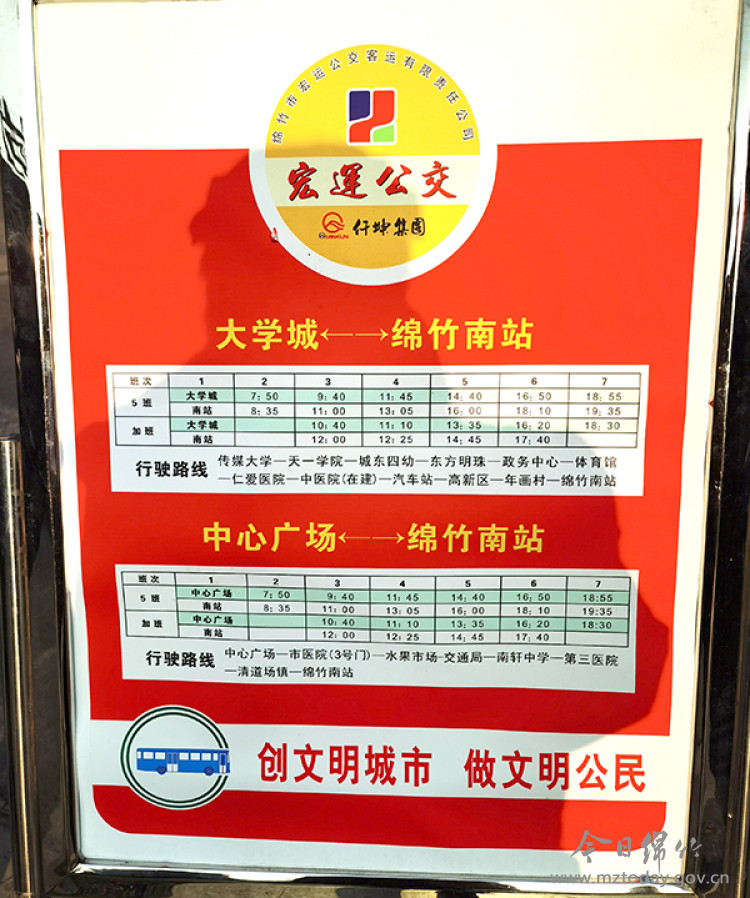 绵竹市宏运公交客运有限责任公司
宏运公交
仟坤集团
大学城←→绵竹南站
班次 1 2 3 4 5 6 7
5班 大学城 7:50 9:40 11:45 14:40 16:50 18:55
南站 8:35 11:00 13:05 16:00 18:10 19:35
加班 大学城 10:40 11:10 13:35 16:20 18:30
南站 12:00 12:25 14:45 17:40
行驶路线 传媒大学—天一学院—城东四幼—东方明珠—政务中心—体育馆
—仁爱医院—中医院(在建)—汽车站—高新区—年画村—绵竹南站
中心广场←→绵竹南站
班次 1 2 3 4 5 6 7
5班 中心广场 7:50 9:40 11:45 14:40 16:50 18:55
南站 8:35 11:00 13:05 16:00 18:10 19:35
加班 中心广场 10:40 11:10 13:35 16:20 18:30
南站 12:00 12:25 14:45 17:40
行驶路线 中心广场—市医院(3号门)—水果市场-交通局—南轩中学—第三医院
—清道场镇—绵竹南站
创文明城市 做文明公民
今日绵竹
www.mztoday.gov.cn